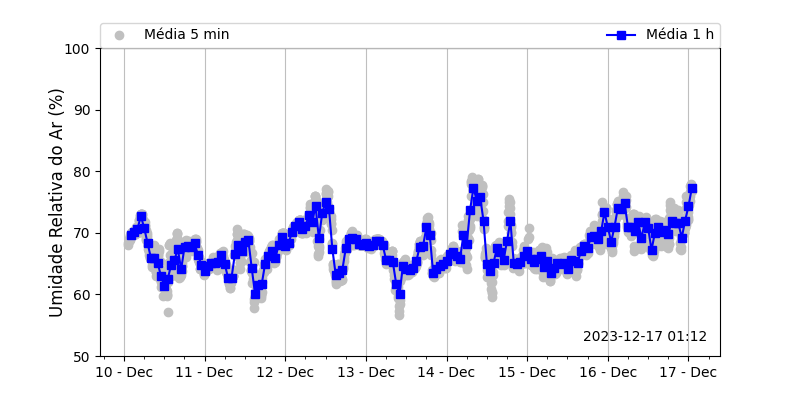 Média 5 min
Média 1 h
Umidade Relativa do Ar (%)
100
90
80
70
60
50
2023-12-17 01:12
10 - Dec
11 - Dec
12 - Dec
13 - Dec
14 - Dec
15 - Dec
16 - Dec
17 - Dec